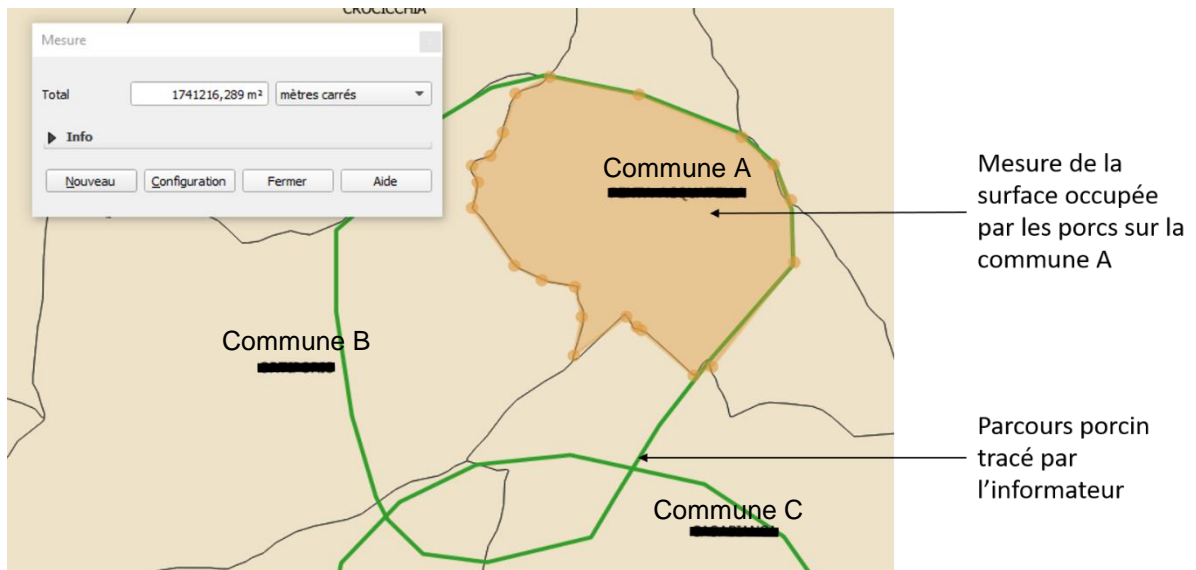 CROCICCHIA
Mesure
Total
1741216,289 m²
mètres carrés
Info
Nouveau
Configuration
Fermer
Aide
Commune A
Mesure de la
surface occupée
par les porcs sur la
commune A
Commune B
Parcours porcin
tracé par
l’informateur
Commune C